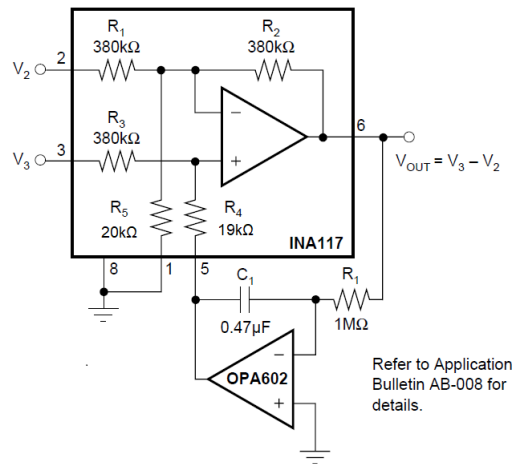 R1
380kΩ
R2
380kΩ
2
V2
−
6
R3
380kΩ
3
V3
+
VOUT = V3 – V2
R5
20kΩ
R4
19kΩ
INA117
8
1
5
C1
0.47µF
R1
1MΩ
−
OPA602
+
Refer to Application
Bulletin AB-008 for
details.